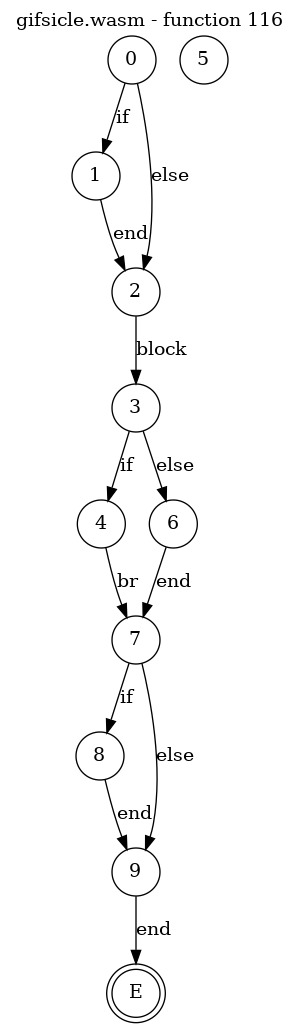 gifsicle.wasm - function 116
0
5
if
1
else
end
2
block
3
if
else
4
6
br
end
7
if
8
else
end
9
end
E